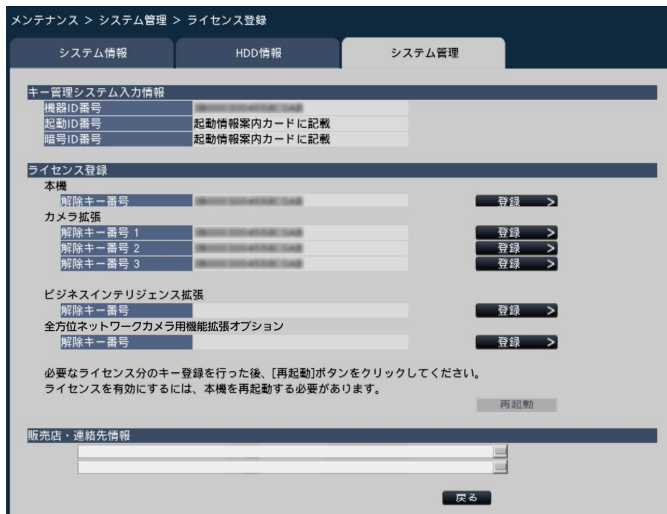 メンテナンス > システム管理 > ライセンス登録
システム情報 HDD情報 システム管理
キー管理システム入力情報
機器ID番号
起動ID番号 起動情報案内カードに記載
暗号ID番号 起動情報案内カードに記載
ライセンス登録
本機
解除キー番号 登録 >
カメラ拡張
解除キー番号 1 登録 >
解除キー番号 2 登録 >
解除キー番号 3 登録 >
ビジネスインテリジェンス拡張
解除キー番号 登録 >
全方位ネットワークカメラ用機能拡張オプション
解除キー番号 登録 >
必要なライセンス分のキー登録を行った後、[再起動]ボタンをクリックしてください。
ライセンスを有効にするには、本機を再起動する必要があります。
再起動
販売店・連絡先情報
戻る